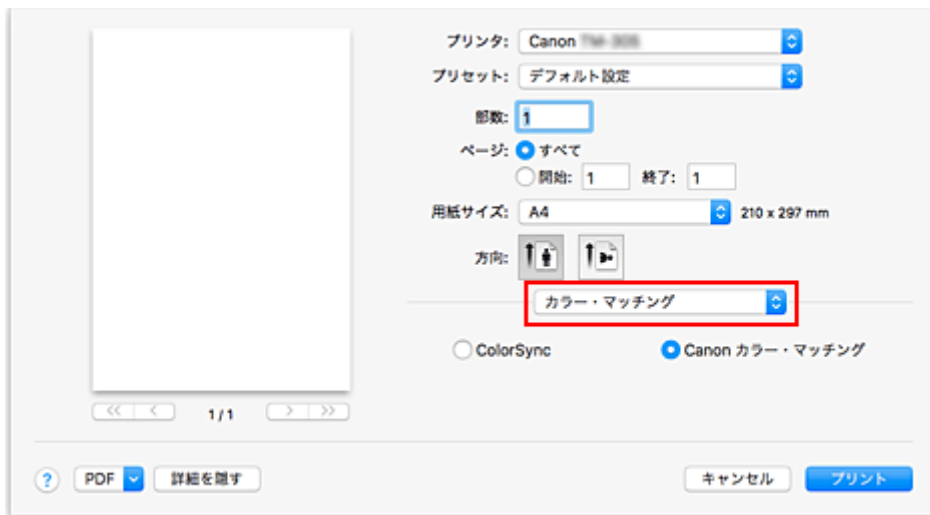 プリンタ: Canon
プリセット: デフォルト設定
部数: 1
ページ: すべて
開始: 1 終了: 1
用紙サイズ: A4 210 x 297 mm
方向:
カラー・マッチング
ColorSync Canon カラー・マッチング
<< < 1/1 > >>
? PDF 詳細を隠す キャンセル プリント